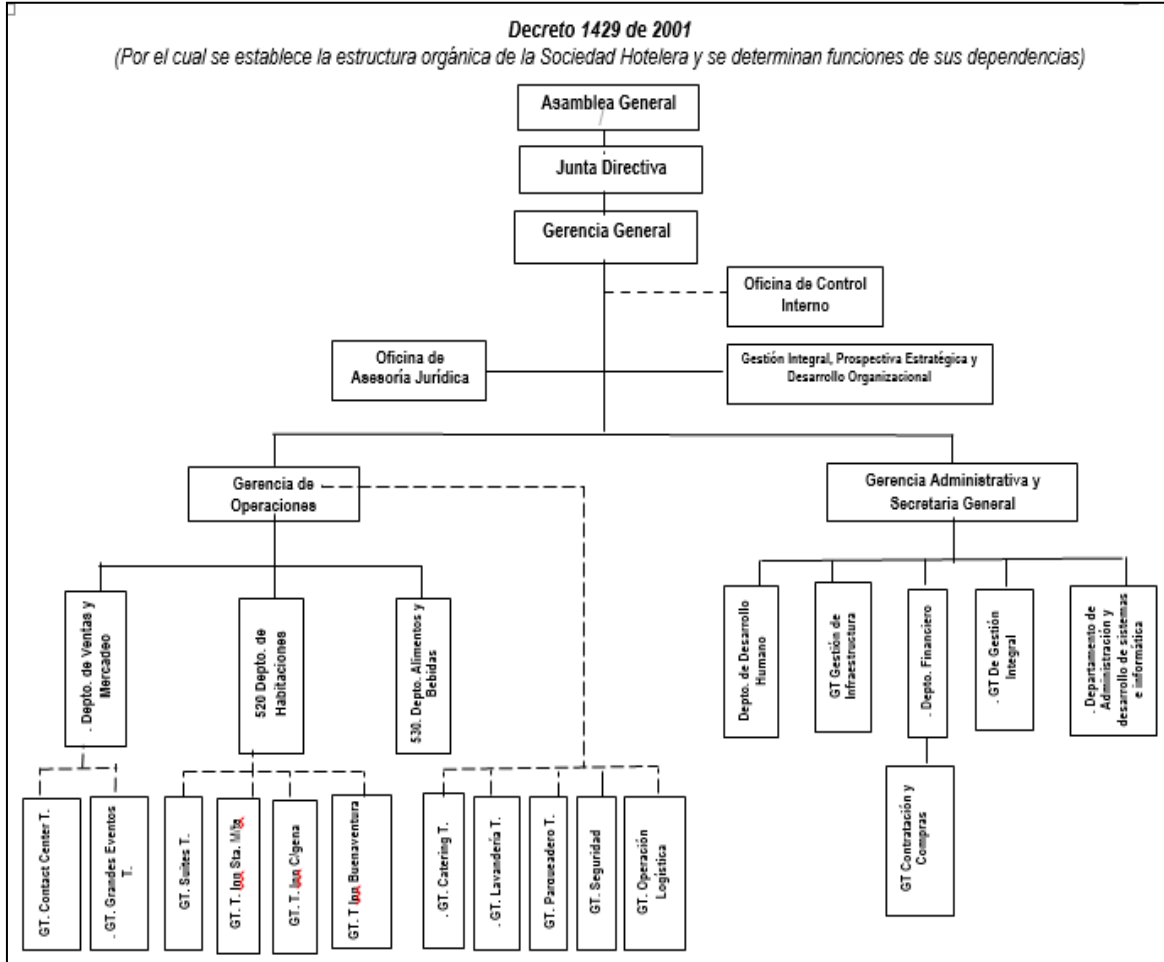 Decreto 1429 de 2001
(Por el cual se establece la estructura orgánica de la Sociedad Hotelera y se determinan funciones de sus dependencias)
Asamblea General
Junta Directiva
Gerencia General
Oficina de Control
Interno
Oficina de
Asesoría Jurídica
Gestión Integral, Prospectiva Estratégica y
Desarrollo Organizacional
Gerencia de
Operaciones
Gerencia Administrativa y
Secretaria General
. Depto. de Ventas y
Mercadeo
520 Depto. de
Habitaciones
530. Depto. Alimentos y
Bebidas
Depto. de Desarrollo
Humano
GT Gestión de
Infraestructura
. Depto. Financiero
. GT De Gestión
Integral
. Departamento de
Administración y
desarrollo de sistemas
e informática
GT. Contact Center T.
. GT. Grandes Eventos
T.
GT. Suites T.
GT. T. Inn Sta. Mta
GT. T. Inn C/gena
GT. T Inn Buenaventura
. GT. Catering T.
. GT. Lavandería T.
GT. Parqueadero T.
GT. Seguridad
GT. Operación
Logística
GT Contratación y
Compras